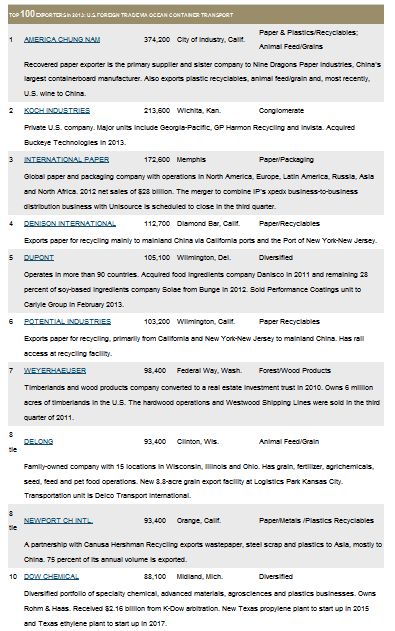 TOP 100 EXPORTERS IN 2013: U.S. FOREIGN TRADE VIA OCEAN CONTAINER TRANSPORT
1 AMERICA CHUNG NAM 374,200 City of Industry, Calif. Paper & Plastics/Recyclables;
Animal Feed/Grains
Recovered paper exporter is the primary supplier and sister company to Nine Dragons Paper Industries, China's
largest containerboard manufacturer. Also exports plastic recyclables, animal feed/grain and, most recently,
U.S. wine to China.
2 KOCH INDUSTRIES 213,600 Wichita, Kan. Conglomerate
Private U.S. company. Major units include Georgia-Pacific, GP Harmon Recycling and Invista. Acquired
Buckeye Technologies in 2013.
3 INTERNATIONAL PAPER 172,600 Memphis Paper/Packaging
Global paper and packaging company with operations in North America, Europe, Latin America, Russia, Asia
and North Africa. 2012 net sales of $28 billion. The merger to combine IP's xpedx business-to-business
distribution business with Unisource is scheduled to close in the third quarter.
4 DENISON INTERNATIONAL 112,700 Diamond Bar, Calif. Paper/Recyclables
Exports paper for recycling mainly to mainland China via California ports and the Port of New York-New Jersey.
5 DUPONT 105,100 Wilmington, Del. Diversified
Operates in more than 90 countries. Acquired food ingredients company Danisco in 2011 and remaining 28
percent of soy-based ingredients company Solae from Bunge in 2012. Sold Performance Coatings unit to
Carlyle Group in February 2013.
6 POTENTIAL INDUSTRIES 103,200 Wilmington, Calif. Paper Recyclables
Exports paper for recycling, primarily from California and New York-New Jersey to mainland China. Has rail
access at recycling facility.
7 WEYERHAEUSER 98,400 Federal Way, Wash. Forest/Wood Products
Timberlands and wood products company converted to a real estate investment trust in 2010. Owns 6 million
acres of timberlands in the U.S. The hardwood operations and Westwood Shipping Lines were sold in the third
quarter of 2011.
8
tie DELONG 93,400 Clinton, Wis. Animal Feed/Grain
Family-owned company with 15 locations in Wisconsin, Illinois and Ohio. Has grain, fertilizer, agrichemicals,
seed, feed and pet food operations. New 8.8-acre grain export facility at Logistics Park Kansas City.
Transportation unit is Delco Transport International.
8
tie NEWPORT CH INTL. 93,400 Orange, Calif. Paper/Metals /Plastics Recyclables
A partnership with Canusa Hershman Recycling exports wastepaper, steel scrap and plastics to Asia, mostly to
China. 75 percent of its annual volume is exported.
10 DOW CHEMICAL 88,100 Midland, Mich. Diversified
Diversified portfolio of specialty chemical, advanced materials, agrosciences and plastics businesses. Owns
Rohm & Haas. Received $2.16 billion from K-Dow arbitration. New Texas propylene plant to start up in 2015
and Texas ethylene plant to start up in 2017.